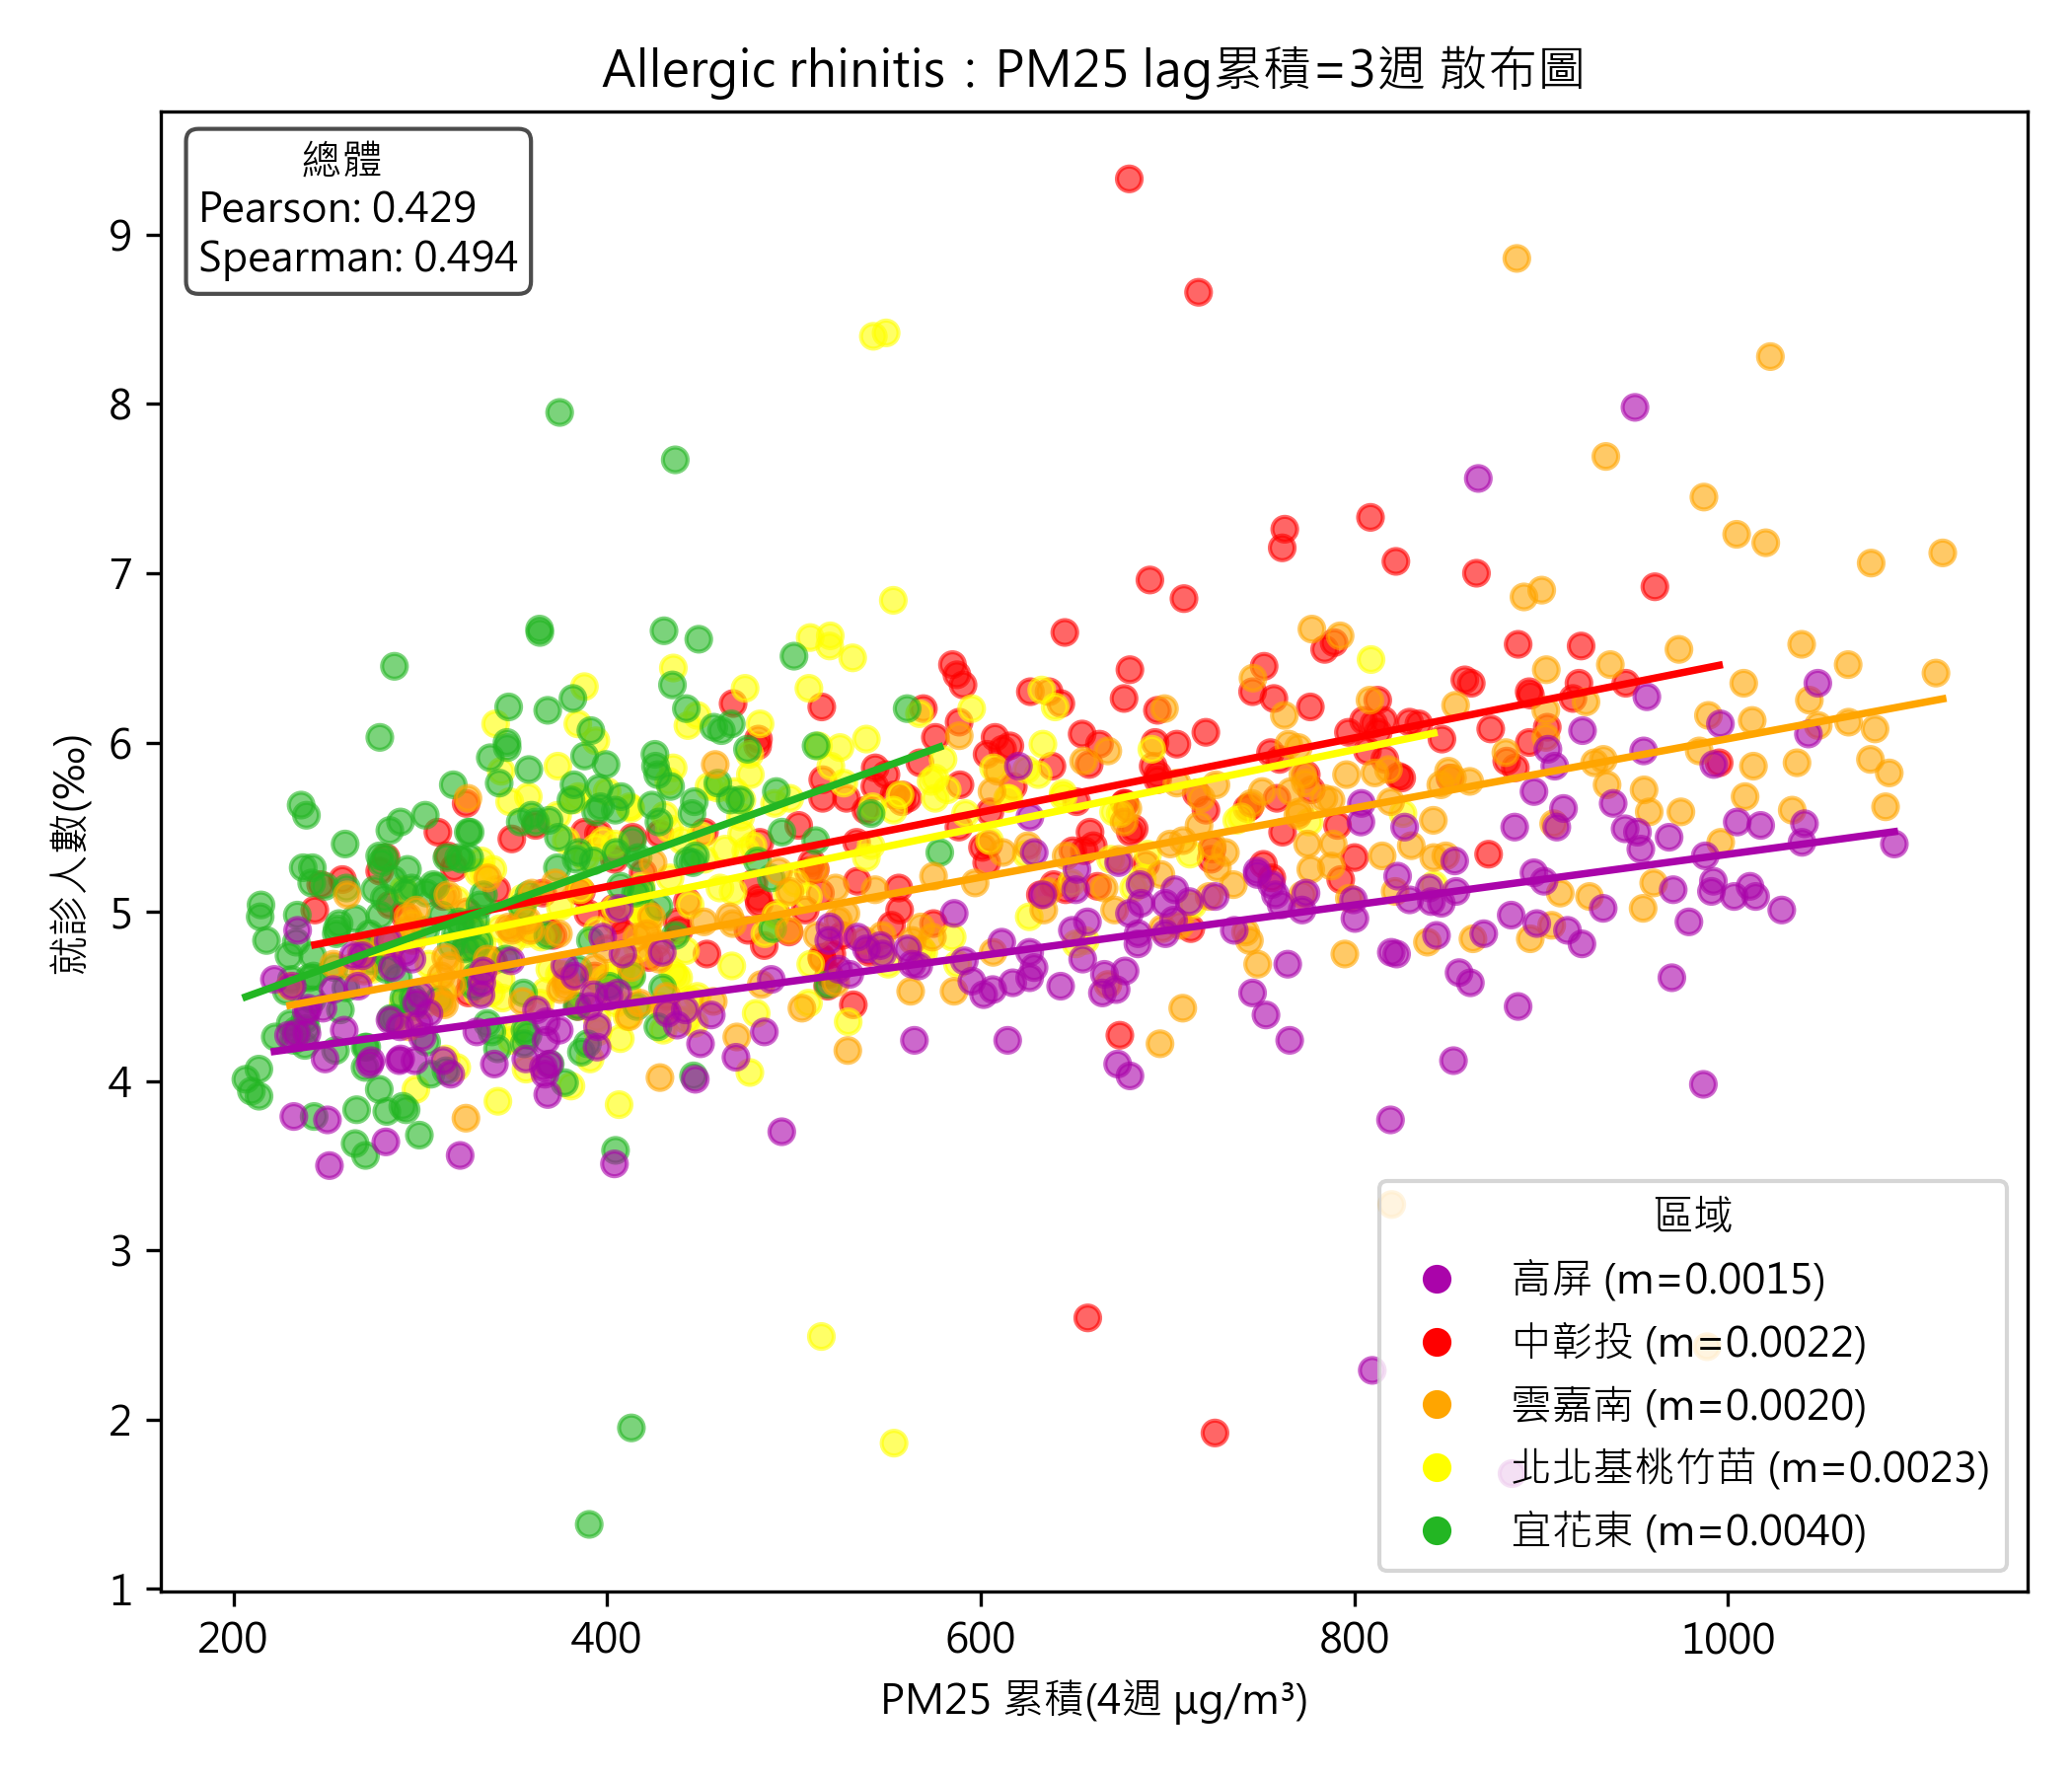 Allergic rhinitis：PM25 lag累積=3週 散布圖
總體
Pearson: 0.429
Spearman: 0.494
就診人數(‰)
9
8
7
6
5
4
3
2
1
區域
高屏 (m=0.0015)
中彰投 (m=0.0022)
雲嘉南 (m=0.0020)
北北基桃竹苗 (m=0.0023)
宜花東 (m=0.0040)
200
400
600
800
1000
PM25 累積(4週 µg/m³)